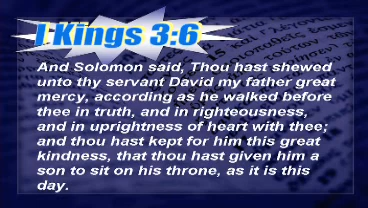 I Kings 3:6
And Solomon said, Thou hast shewed
unto thy servant David my father great
mercy, according as he walked before
thee in truth, and in righteousness,
and in uprightness of heart with thee;
and thou hast kept for him this great
kindness, that thou hast given him a
son to sit on his throne, as it is this
day.